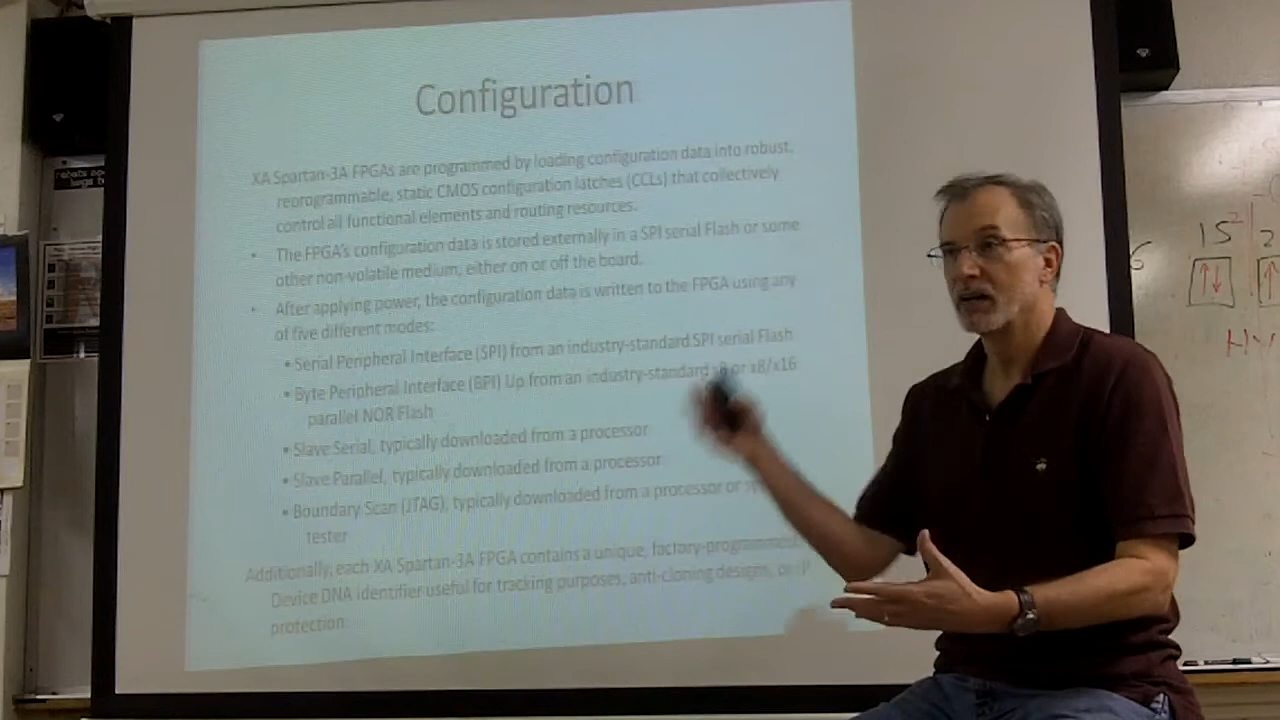 Configuration
XA Spartan-3A FPGAs are programmed by loading configuration data into robust,
reprogrammable, static CMOS configuration latches (CCLs) that collectively
control all functional elements and routing resources.
• The FPGA's configuration data is stored externally in a SPI serial Flash or some
other non-volatile medium, either on or off the board.
• After applying power, the configuration data is written to the FPGA using any
of five different modes:
• Serial Peripheral Interface (SPI) from an industry-standard SPI serial Flash
• Byte Peripheral Interface (BPI) Up from an industry-standard x8 or x8/x16
parallel NOR Flash
• Slave Serial, typically downloaded from a processor
• Slave Parallel, typically downloaded from a processor
• Boundary Scan (JTAG), typically downloaded from a processor or
tester
Additionally, each XA Spartan-3A FPGA contains a unique, factory-programmed
Device DNA identifier useful for tracking purposes, anti-cloning designs, or IP
protection.
6 1S² 2